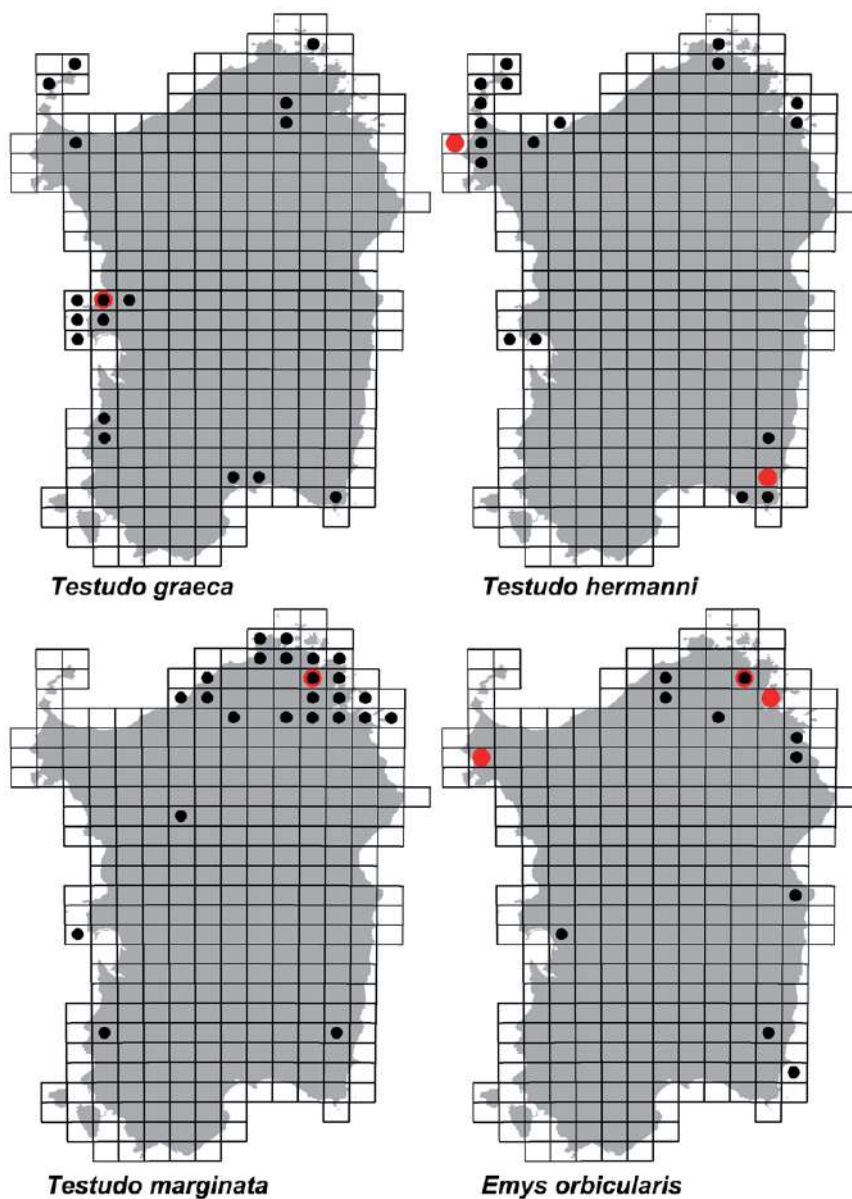 Testudo graeca
Testudo hermanni
Testudo marginata
Emys orbicularis